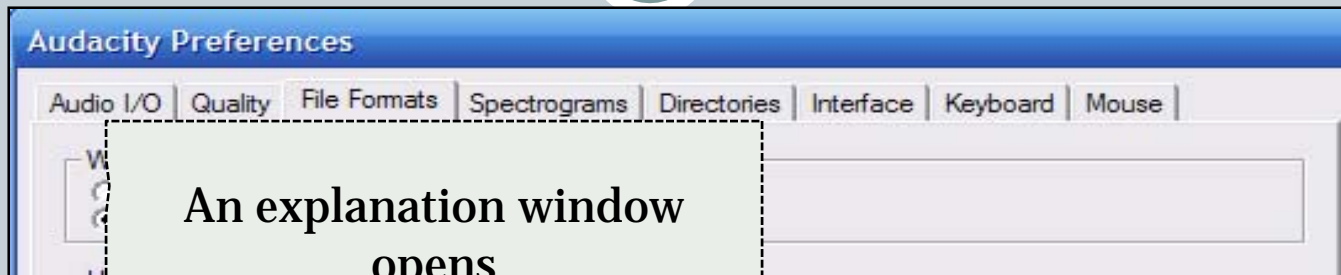 Audacity Preferences
Audio I/O Quality File Formats Spectrograms Directories Interface Keyboard Mouse
An explanation window
opens